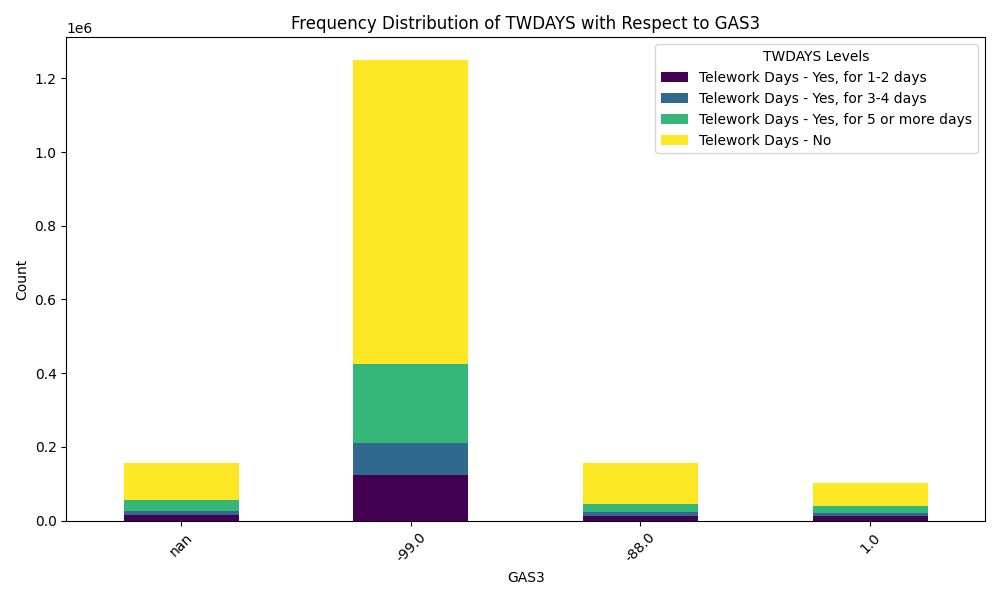 Frequency Distribution of TWDAYS with Respect to GAS3
1e6
TWDAYS Levels
Telework Days - Yes, for 1-2 days
Telework Days - Yes, for 3-4 days
Telework Days - Yes, for 5 or more days
Telework Days - No
1.2
1.0
0.8
0.6
0.4
0.2
0.0
Count
nan
-99.0
-88.0
1.0
GAS3